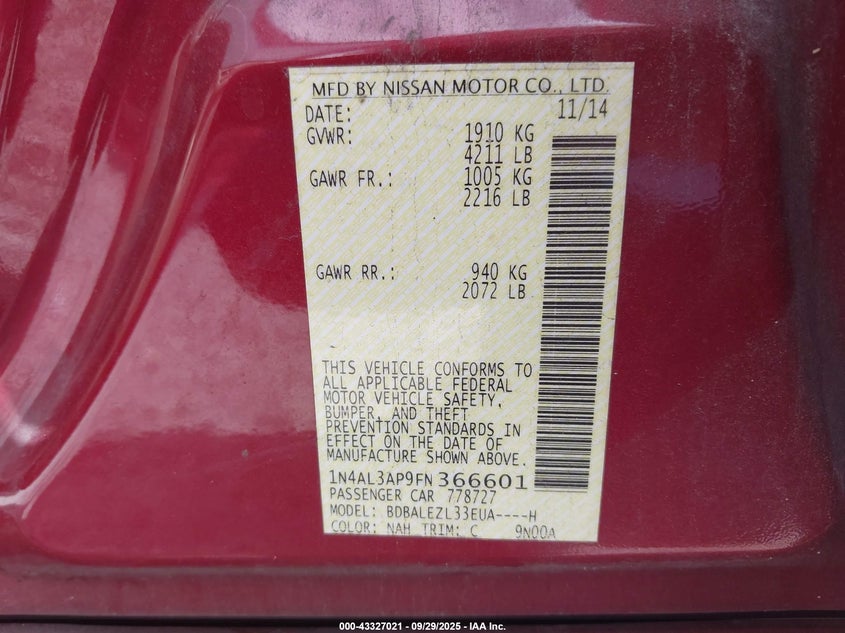 MFD BY NISSAN MOTOR CO., LTD.
DATE: 11/14
GVWR: 1910 KG
4211 LB
GAWR FR.: 1005 KG
2216 LB
GAWR RR.: 940 KG
2072 LB
THIS VEHICLE CONFORMS TO
ALL APPLICABLE FEDERAL
MOTOR VEHICLE SAFETY,
BUMPER, AND THEFT
PREVENTION STANDARDS IN
EFFECT ON THE DATE OF
MANUFACTURE SHOWN ABOVE.
1N4AL3AP9FN366601
PASSENGER CAR 778727
MODEL: BDBALEZL33EUA----H
COLOR: NAH TRIM: C 9N00A
000-43327021 - 09/29/2025 - IAA Inc.